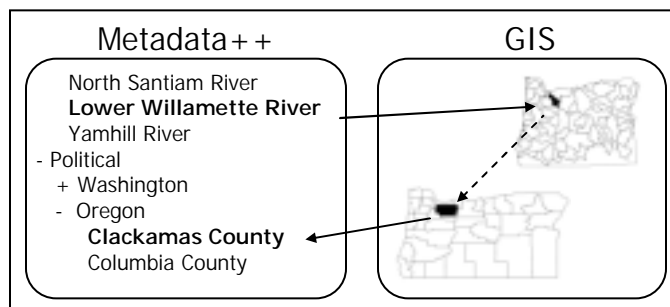 Metadata++
GIS
North Santiam River
Lower Willamette River
Yamhill River
- Political
+ Washington
- Oregon
Clackamas County
Columbia County